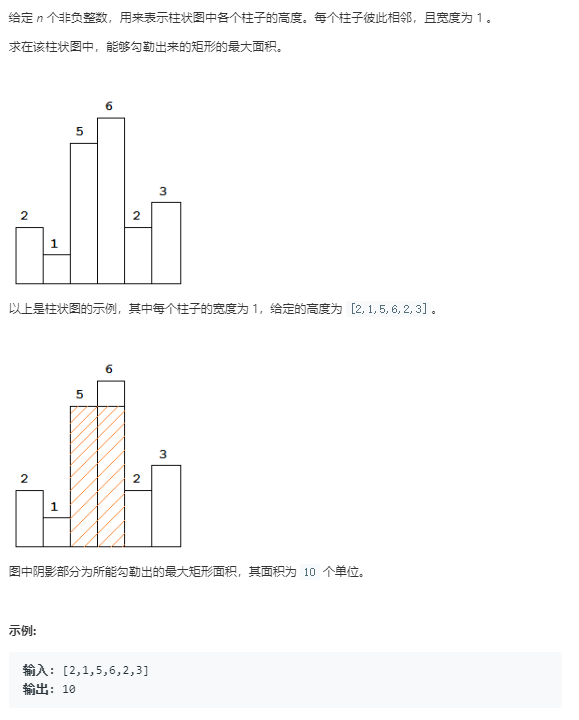 给定 n 个非负整数，用来表示柱状图中各个柱子的高度。每个柱子彼此相邻，且宽度为 1 。
求在该柱状图中，能够勾勒出来的矩形的最大面积。
6
5
3
2
2
1
以上是柱状图的示例，其中每个柱子的宽度为 1，给定的高度为 [2,1,5,6,2,3]。
6
5
3
2
2
1
图中阴影部分为所能勾勒出的最大矩形面积，其面积为 10 个单位。
示例:
输入: [2,1,5,6,2,3]
输出: 10